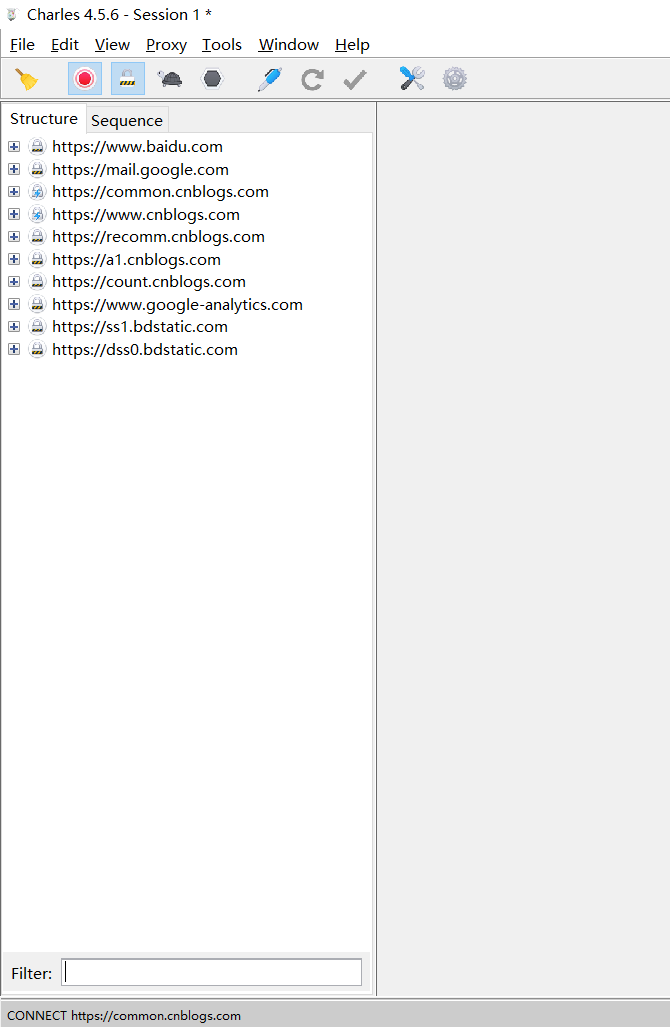 Charles 4.5.6 - Session 1 *
File Edit View Proxy Tools Window Help
Structure Sequence
https://www.baidu.com
https://mail.google.com
https://common.cnblogs.com
https://www.cnblogs.com
https://recomm.cnblogs.com
https://a1.cnblogs.com
https://count.cnblogs.com
https://www.google-analytics.com
https://ss1.bdstatic.com
https://dss0.bdstatic.com
Filter:
CONNECT https://common.cnblogs.com